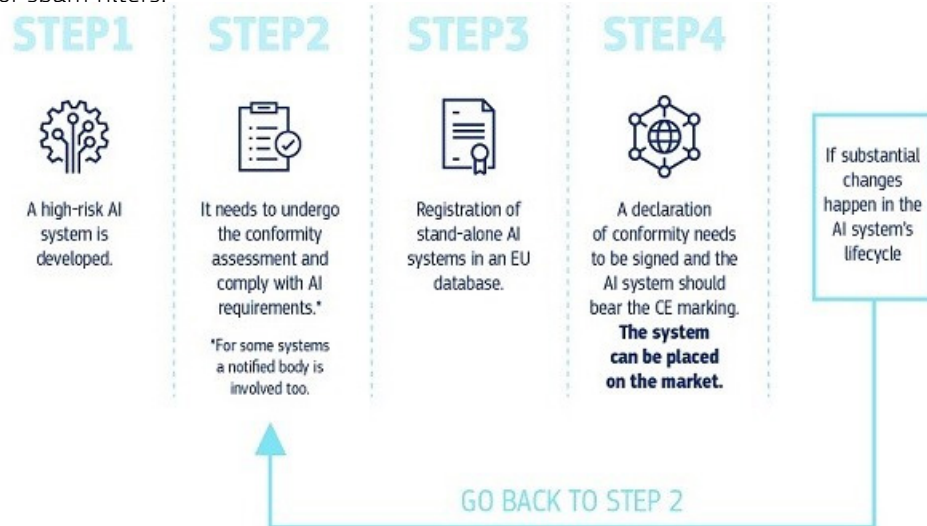 or spam filters.
STEP1
A high-risk AI
system is
developed.
STEP2
It needs to undergo
the conformity
assessment and
comply with AI
requirements.*
*For some systems
a notified body is
involved too.
STEP3
Registration of
stand-alone AI
systems in an EU
database.
STEP4
A declaration
of conformity needs
to be signed and the
AI system should
bear the CE marking.
The system
can be placed
on the market.
If substantial
changes
happen in the
AI system's
lifecycle
GO BACK TO STEP 2